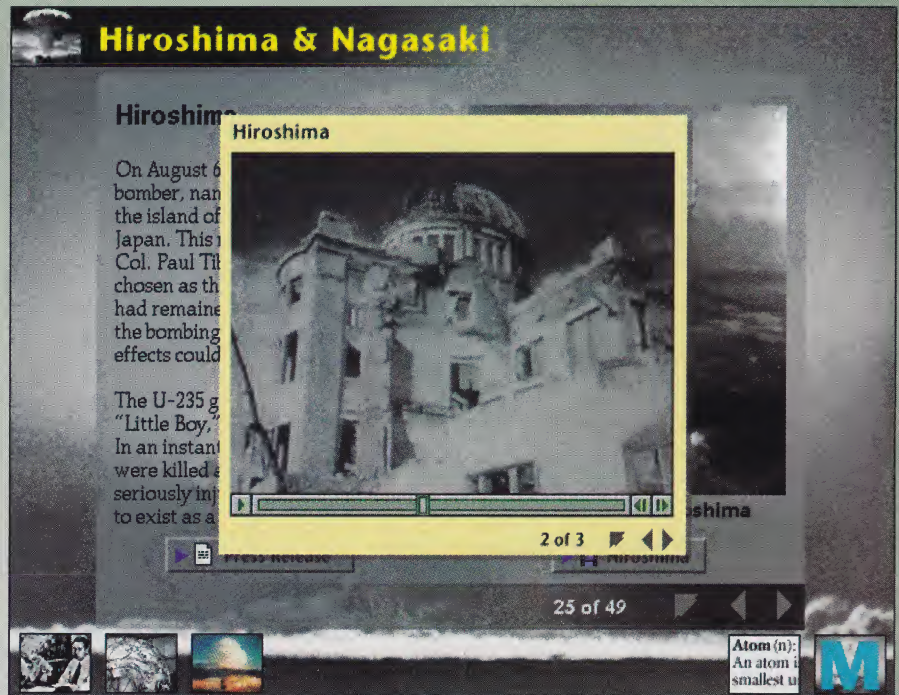 Hiroshima & Nagasaki
Hiroshima
On August 6
bomber, nam
the island of
Japan. This
Col. Paul Tib
chosen as th
had remaine
the bombing
effects could
The U-235 g
"Little Boy,"
In an instant
were killed a
seriously inj
to exist as a
Hiroshima
2 of 3
shima
Press Release
Hiroshima
25 of 49
Atom (n):
An atom i
smallest u
M